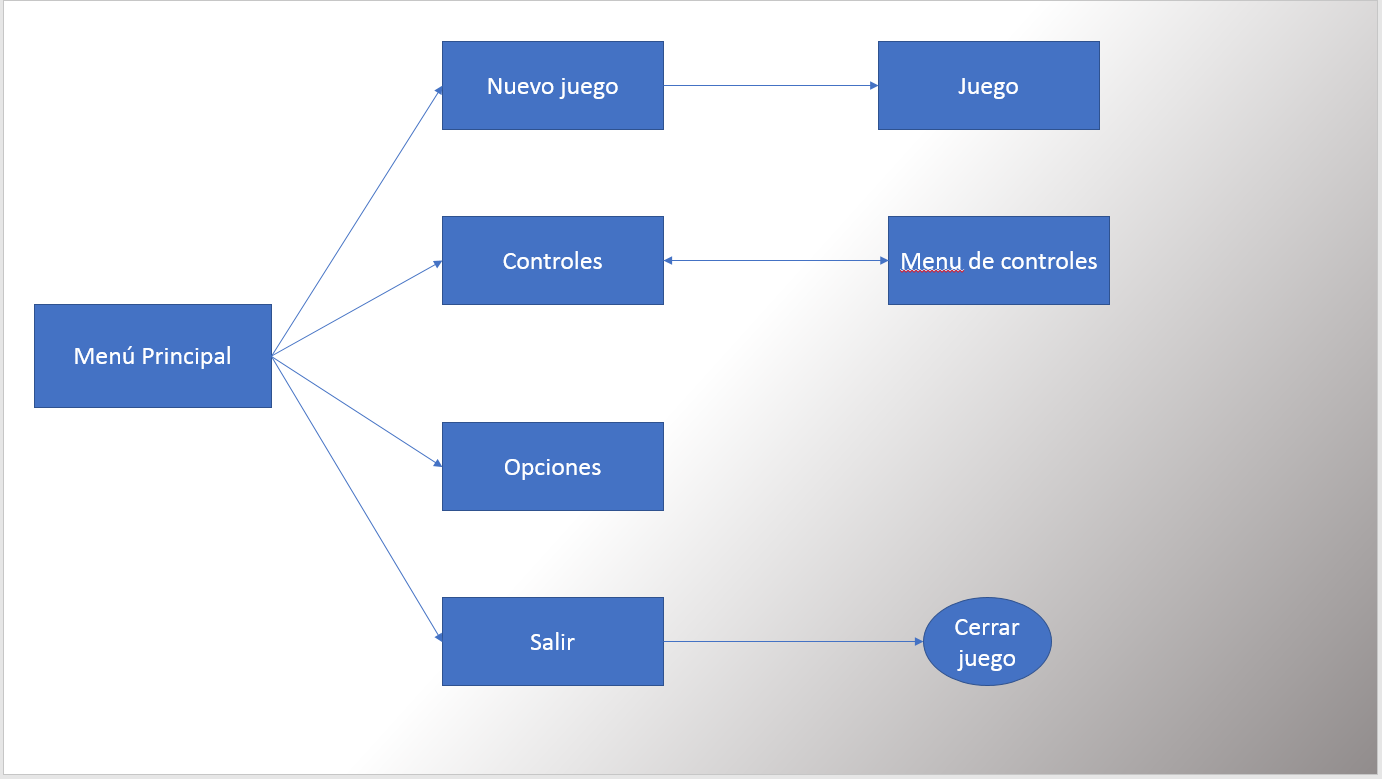 Nuevo juego
Juego
Controles
Menu de controles
Menú Principal
Opciones
Salir
Cerrar
juego